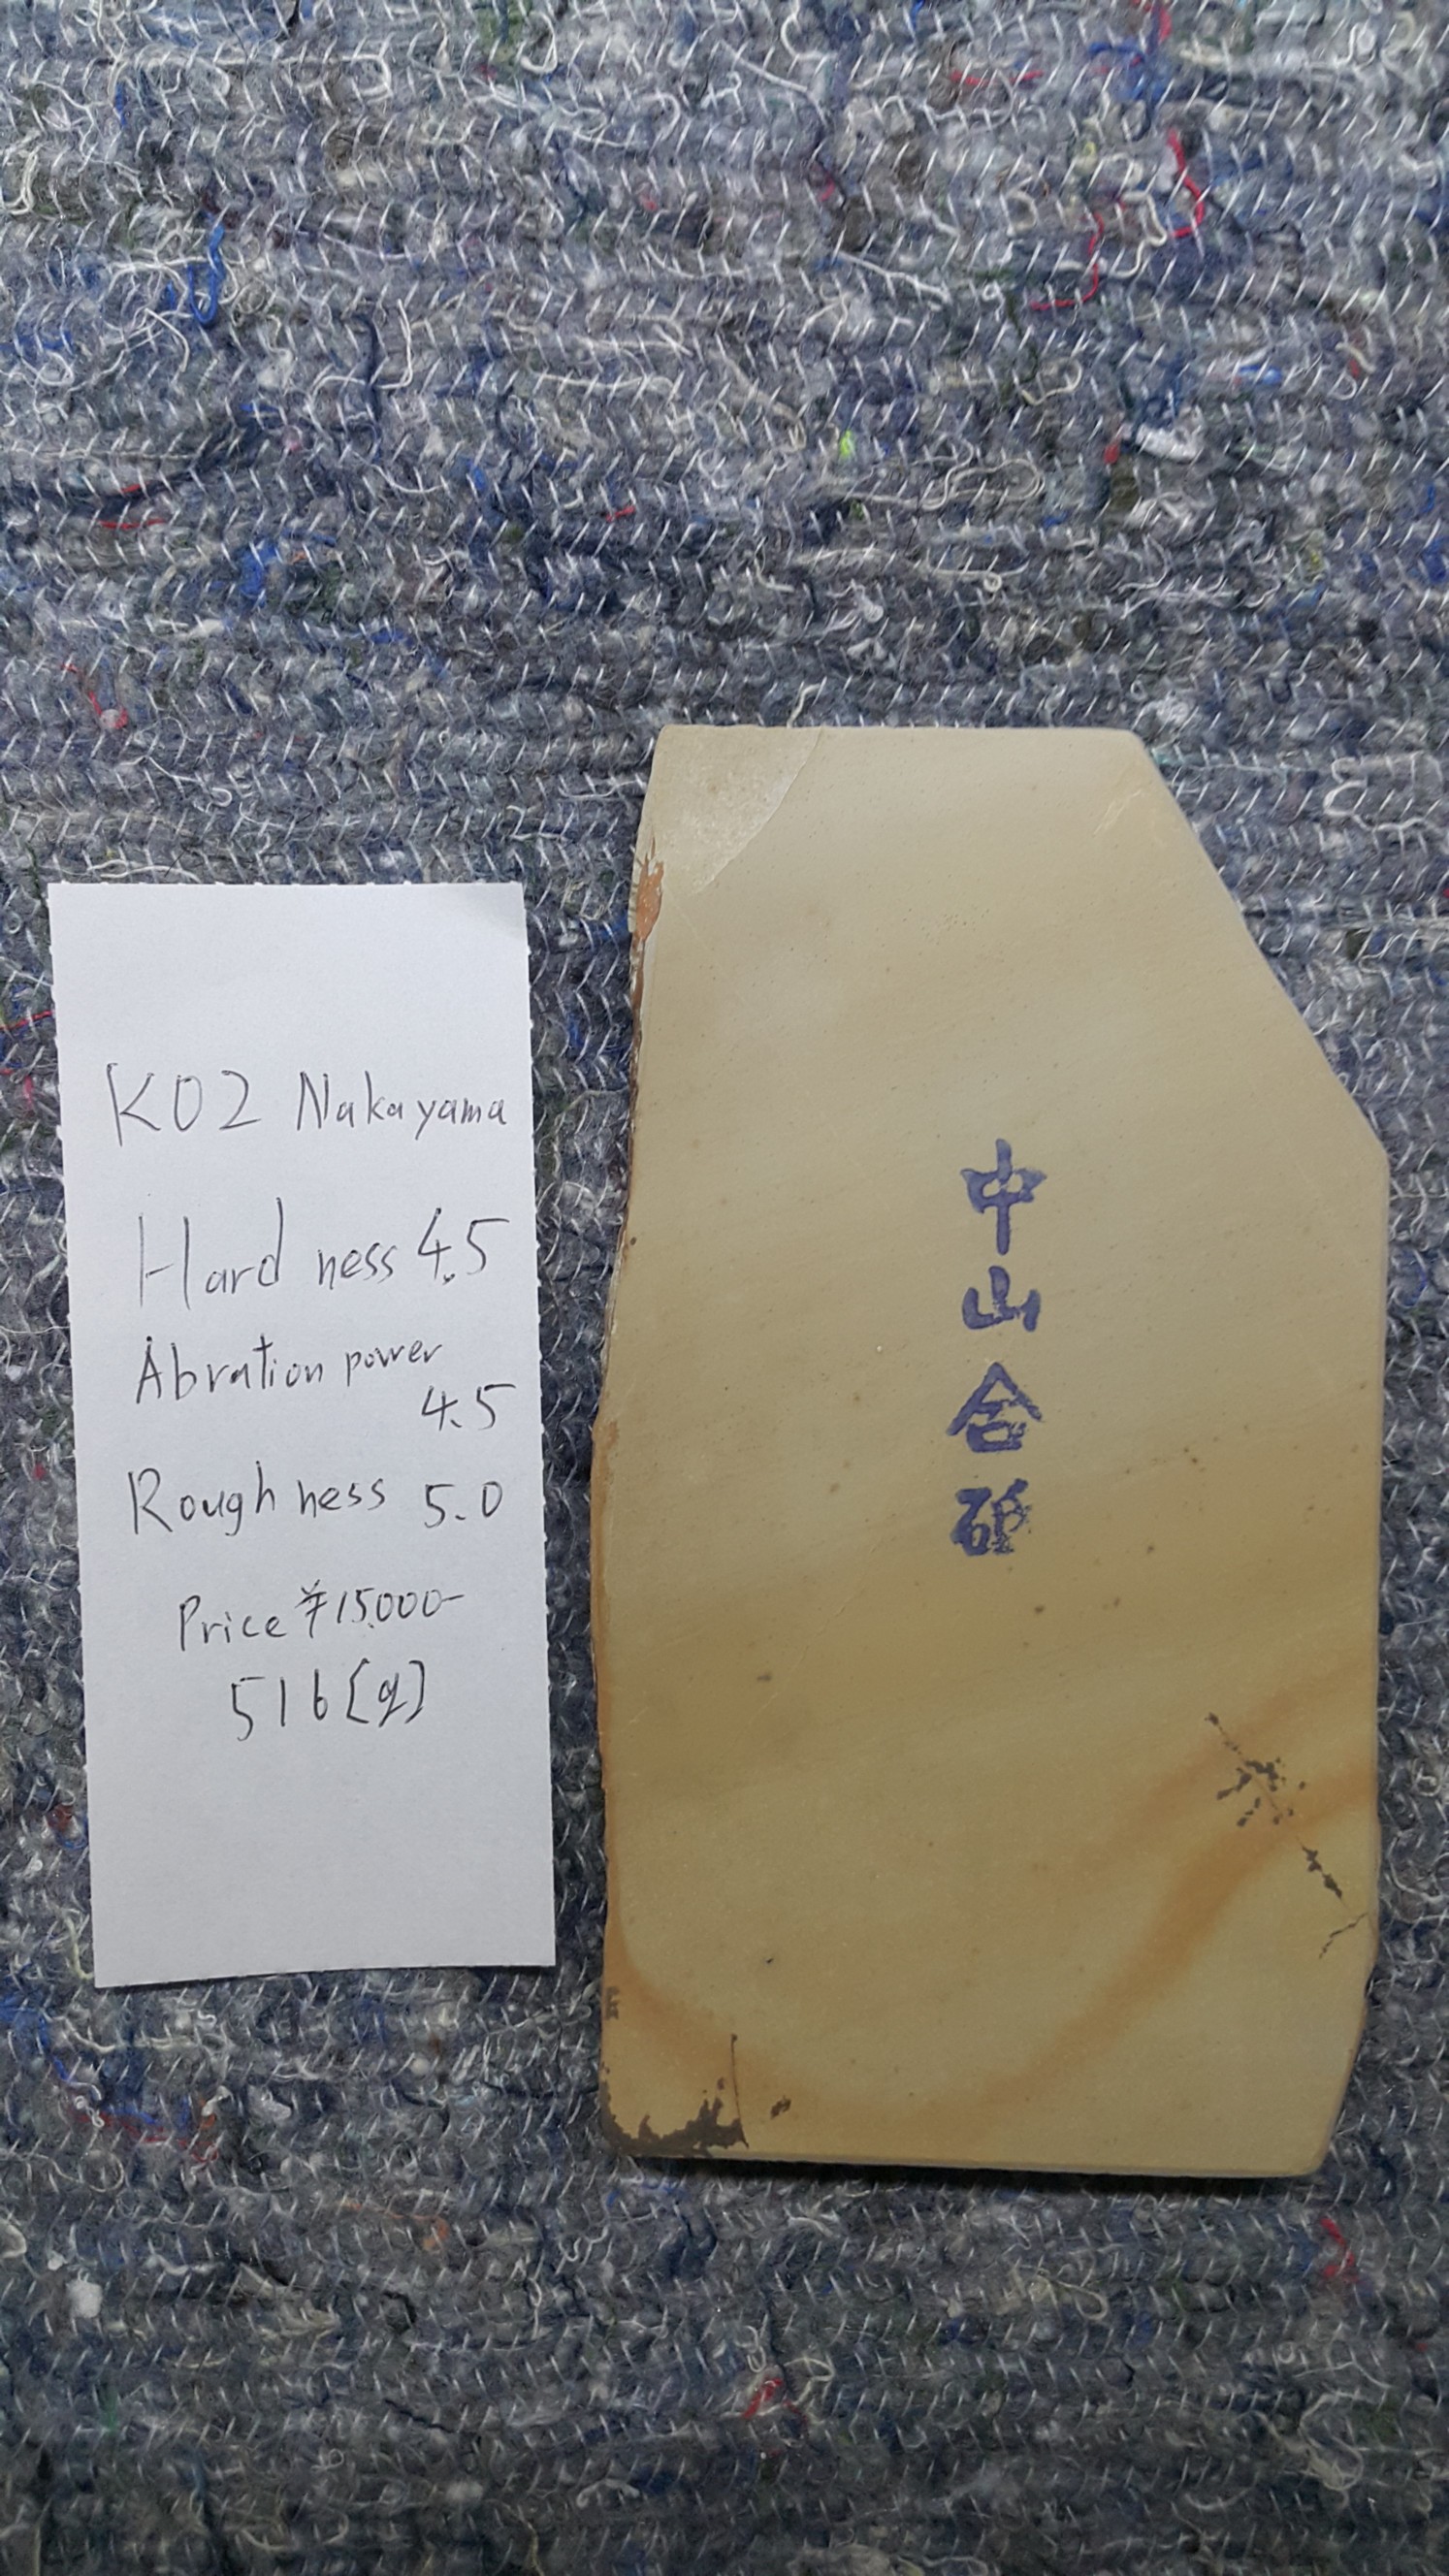 K02 Nakayama
Hardness 4.5
Abration power
4.5
Roughness 5.0
Price ¥15.000-
516[g]
中山合砥